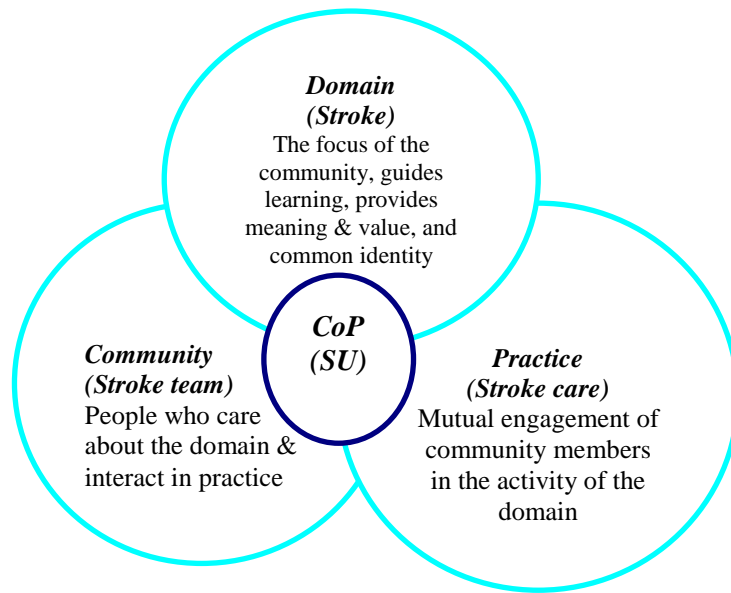 Domain
(Stroke)
The focus of the
community, guides
learning, provides
meaning & value, and
common identity
CoP
(SU)
Community
(Stroke team)
People who care
about the domain &
interact in practice
Practice
(Stroke care)
Mutual engagement of
community members
in the activity of the
domain